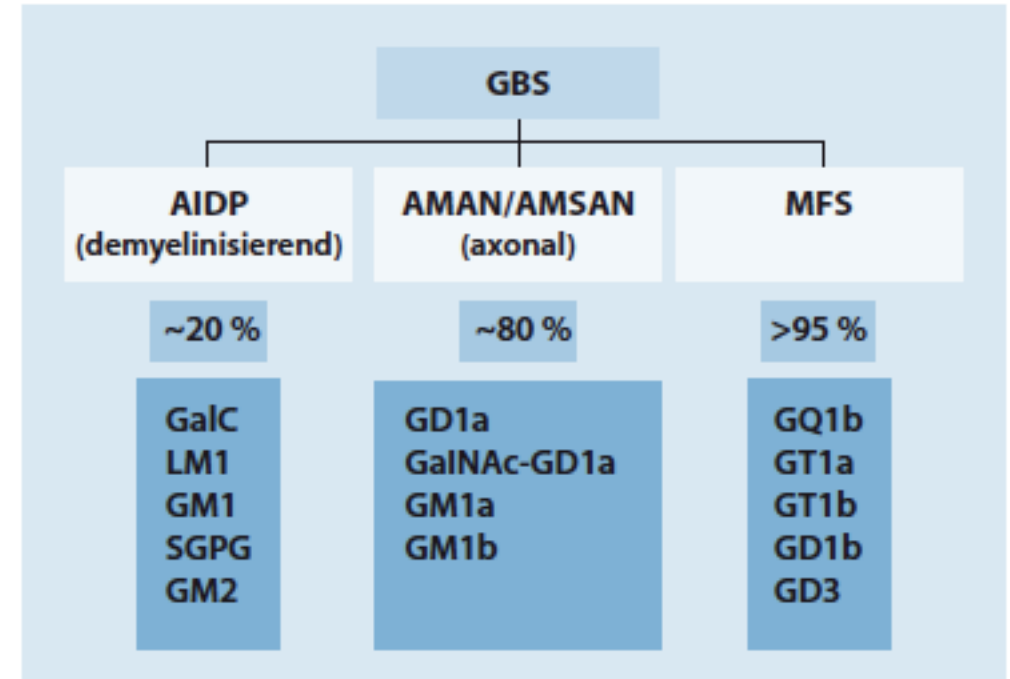 GBS
AIDP
(demyelinisierend)
AMAN/AMSAN
(axonal)
MFS
~20 %
~80 %
>95 %
GalC
LM1
GM1
SGPG
GM2
GD1a
GalNAc-GD1a
GM1a
GM1b
GQ1b
GT1a
GT1b
GD1b
GD3